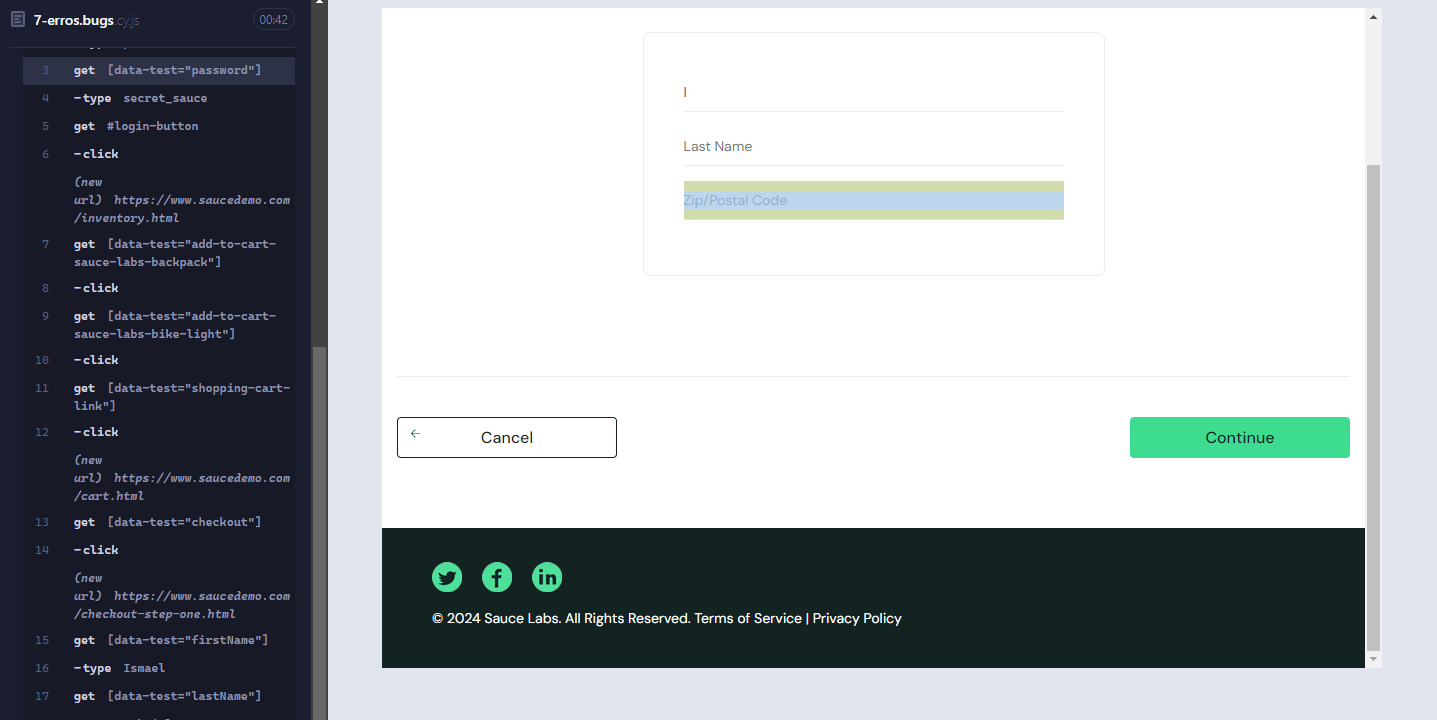 7-erros.bugs.cy.js
00:42
3 get [data-test="password"]
4 -type secret_sauce
5 get #login-button
6 -click
(new
url) https://www.saucedemo.com
/inventory.html
7 get [data-test="add-to-cart-
sauce-labs-backpack"]
8 -click
9 get [data-test="add-to-cart-
sauce-labs-bike-light"]
10 -click
11 get [data-test="shopping-cart-
link"]
12 -click
(new
url) https://www.saucedemo.com
/cart.html
13 get [data-test="checkout"]
14 -click
(new
url) https://www.saucedemo.com
/checkout-step-one.html
15 get [data-test="firstName"]
16 -type Ismael
17 get [data-test="lastName"]
I
Last Name
Zip/Postal Code
Cancel
Continue
© 2024 Sauce Labs. All Rights Reserved. Terms of Service | Privacy Policy